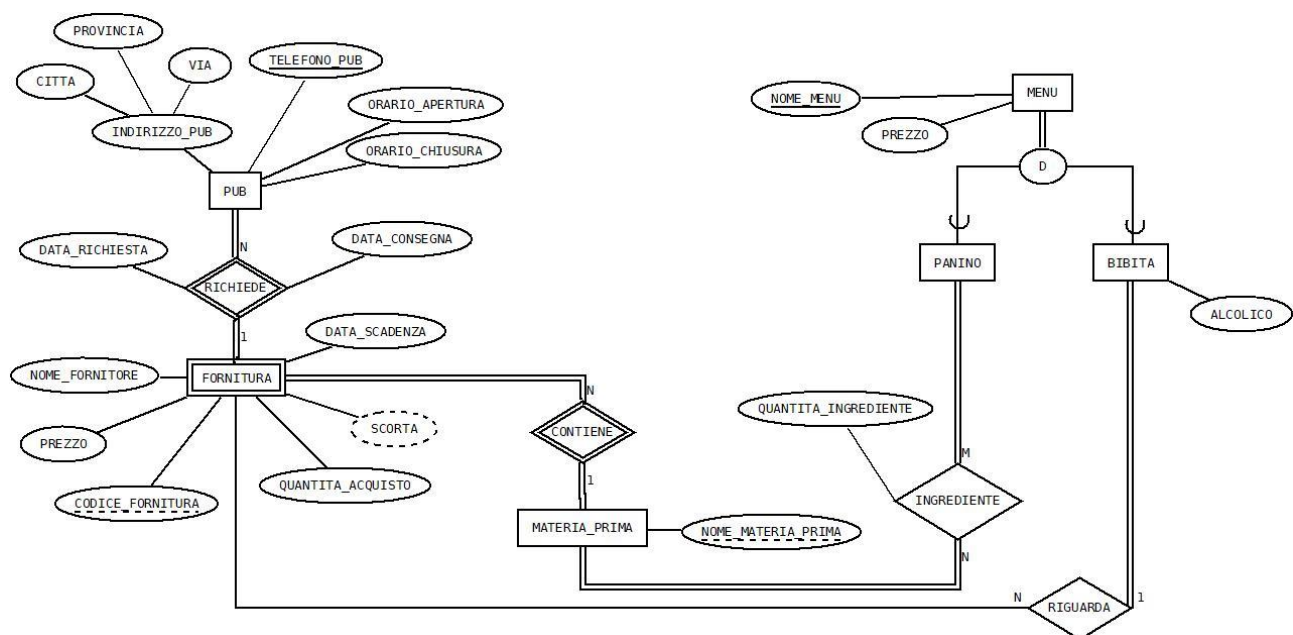 PROVINCIA
VIA
TELEFONO_PUB
CITTA
INDIRIZZO_PUB
ORARIO_APERTURA
ORARIO_CHIUSURA
PUB
N
DATA_RICHIESTA
DATA_CONSEGNA
RICHIEDE
1
DATA_SCADENZA
NOME_FORNITORE
FORNITURA
PREZZO
SCORTA
CODICE_FORNITURA
QUANTITA_ACQUISTO
N
CONTIENE
1
MATERIA_PRIMA
NOME_MATERIA_PRIMA
MENU
NOME_MENU
PREZZO
D
PANINO
BIBITA
ALCOLICO
QUANTITA_INGREDIENTE
M
INGREDIENTE
N
N
RIGUARDA
1